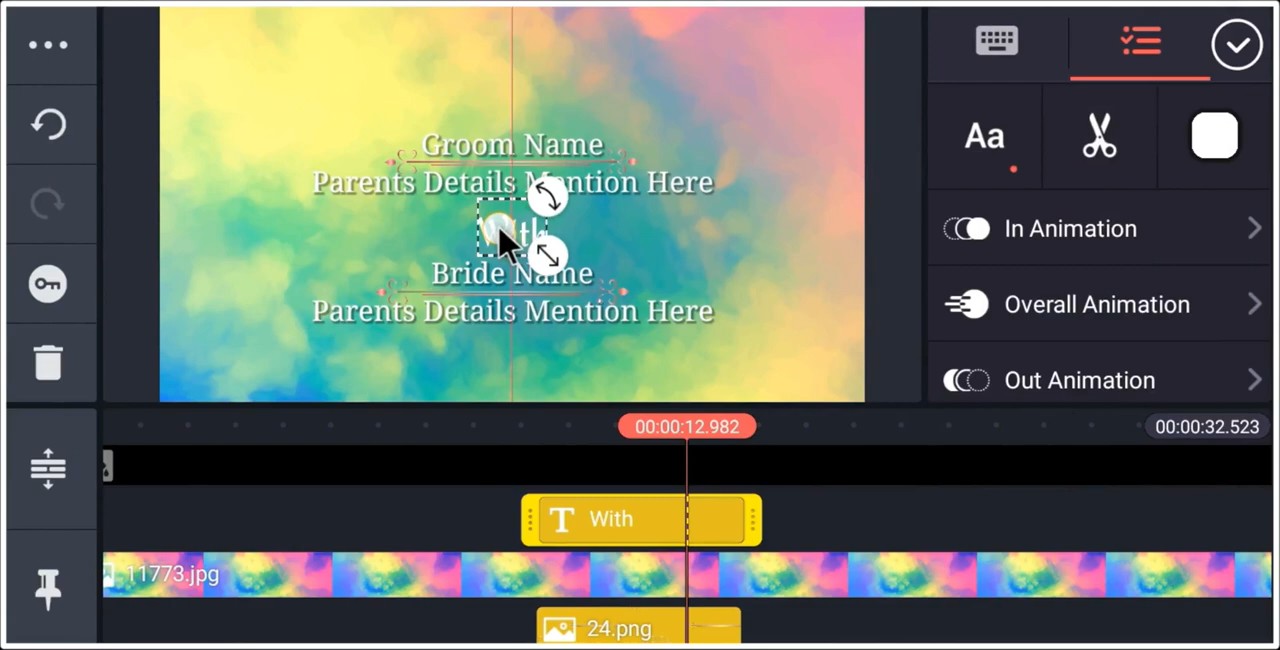 Groom Name
Parents Details Mention Here
With
Bride Name
Parents Details Mention Here
Aa
In Animation
Overall Animation
Out Animation
00:00:12.982
00:00:32.523
T With
11773.jpg
24.png